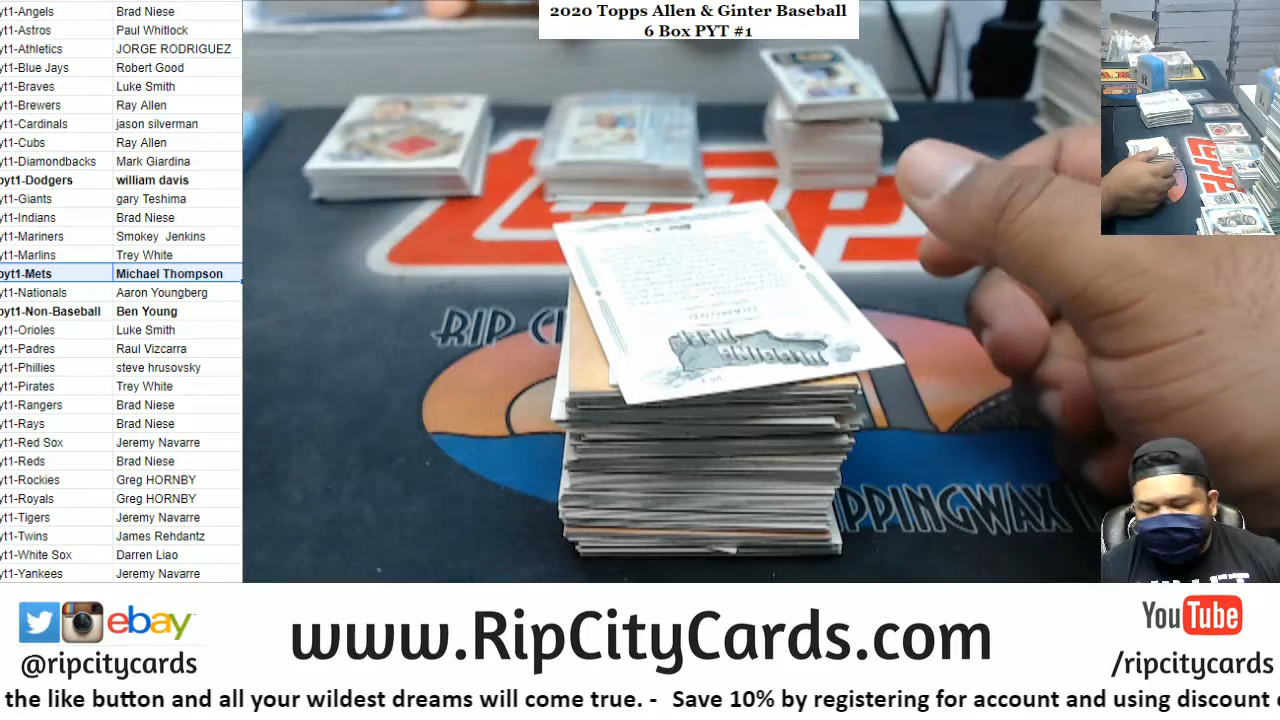 2020 Topps Allen & Ginter Baseball
6 Box PYT #1
yt1-Angels Brad Niese
yt1-Astros Paul Whitlock
yt1-Athletics JORGE RODRIGUEZ
yt1-Blue Jays Robert Good
yt1-Braves Luke Smith
yt1-Brewers Ray Allen
yt1-Cardinals jason silverman
yt1-Cubs Ray Allen
yt1-Diamondbacks Mark Giardina
pyt1-Dodgers william davis
yt1-Giants gary Teshima
yt1-Indians Brad Niese
yt1-Mariners Smokey Jenkins
yt1-Marlins Trey White
pyt1-Mets Michael Thompson
yt1-Nationals Aaron Youngberg
pyt1-Non-Baseball Ben Young
yt1-Orioles Luke Smith
yt1-Padres Raul Vizcarra
yt1-Phillies steve hrusovsky
yt1-Pirates Trey White
yt1-Rangers Brad Niese
yt1-Rays Brad Niese
yt1-Red Sox Jeremy Navarre
yt1-Reds Brad Niese
yt1-Rockies Greg HORNBY
yt1-Royals Greg HORNBY
yt1-Tigers Jeremy Navarre
yt1-Twins James Rehdantz
yt1-White Sox Darren Liao
yt1-Yankees Jeremy Navarre
RIP CI
DIAMOND
RIPPINGWAX
ebay
@ripcitycards
www.RipCityCards.com
YouTube
/ripcitycards
the like button and all your wildest dreams will come true. - Save 10% by registering for account and using discount